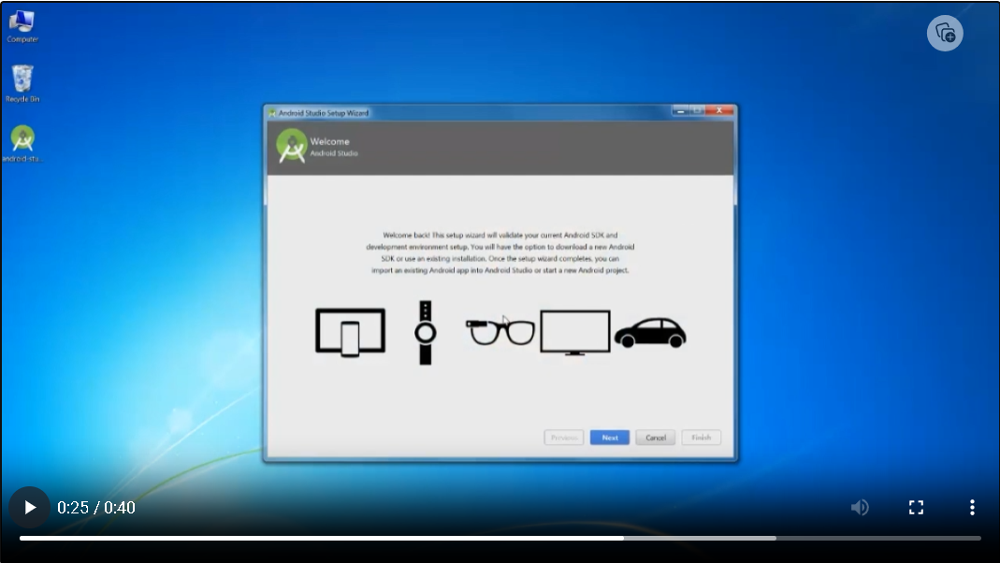 Computer
Recycle Bin
android-stu...
Android Studio Setup Wizard
Welcome
Android Studio
Welcome back! This setup wizard will validate your current Android SDK and
development environment setup. You will have the option to download a new Android
SDK or use an existing installation. Once the setup wizard completes, you can
import an existing Android app into Android Studio or start a new Android project.
Previous
Next
Cancel
Finish
0:25 / 0:40